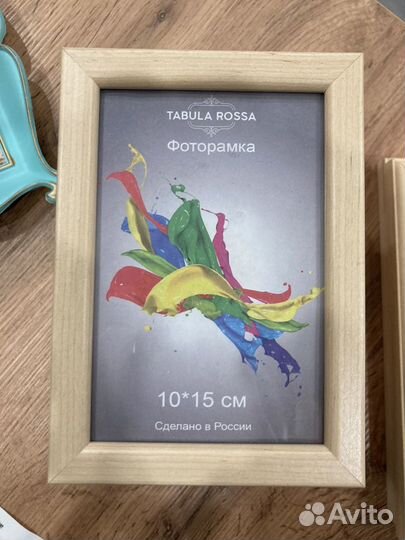 TABULA ROSSA
Фоторамка
10*15 см
Сделано в России
Avito